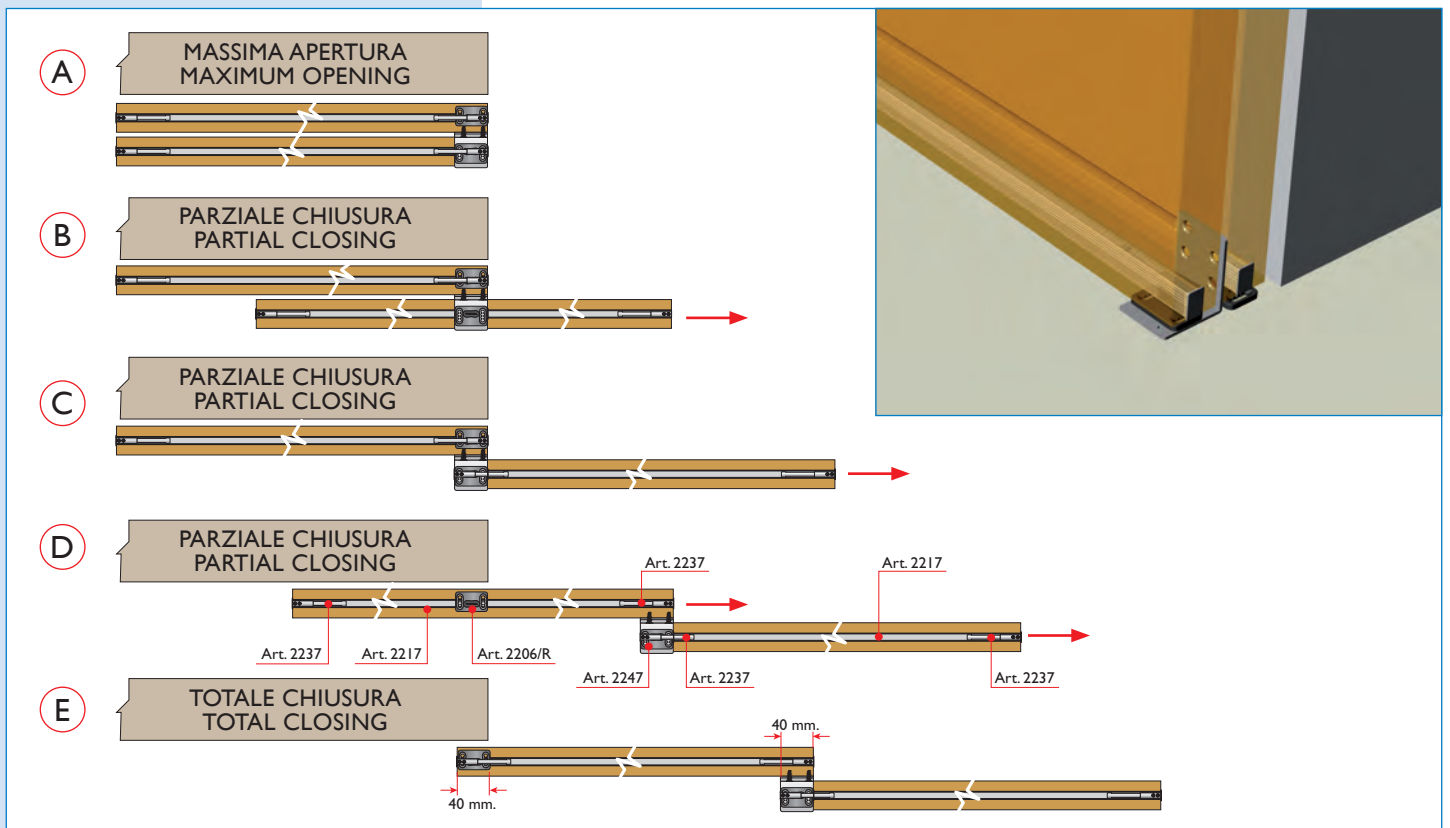 A
MASSIMA APERTURA
MAXIMUM OPENING
B
PARZIALE CHIUSURA
PARTIAL CLOSING
C
PARZIALE CHIUSURA
PARTIAL CLOSING
D
PARZIALE CHIUSURA
PARTIAL CLOSING
Art. 2237
Art. 2217
Art. 2237
Art. 2217
Art. 2206/R
Art. 2247
Art. 2237
Art. 2237
E
TOTALE CHIUSURA
TOTAL CLOSING
40 mm.
40 mm.